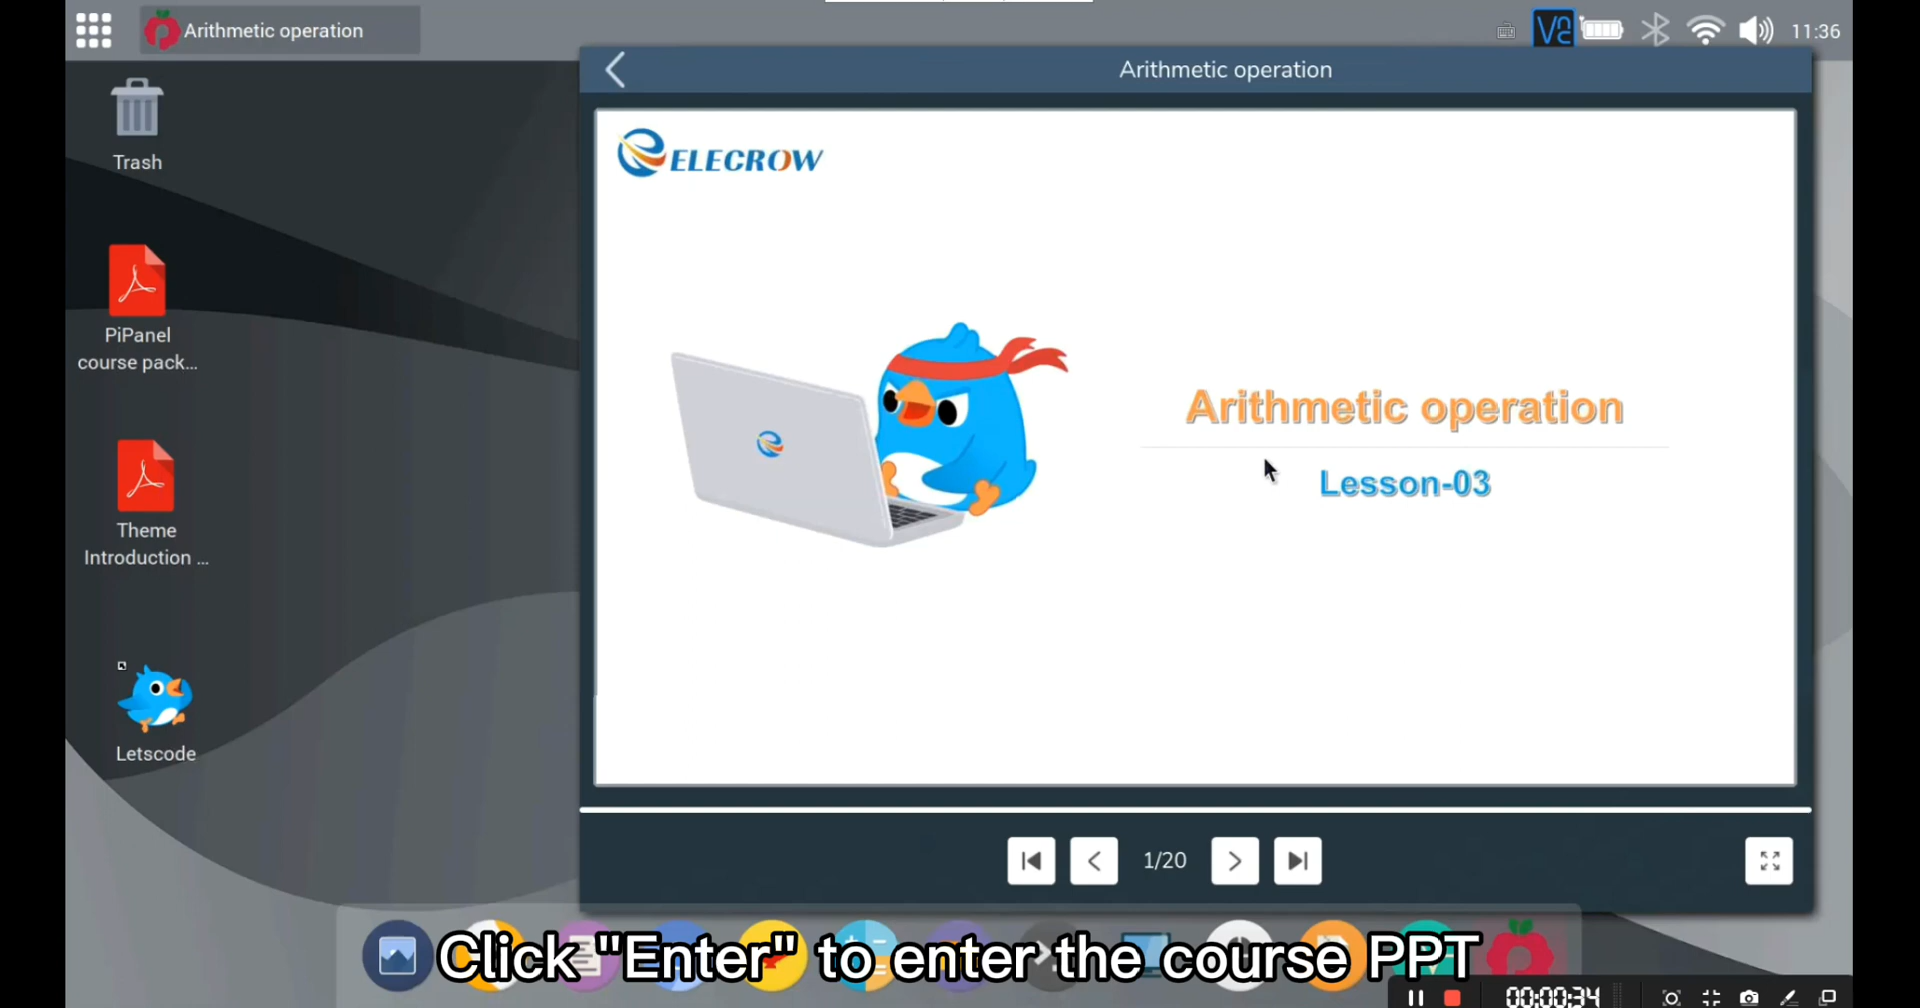 Arithmetic operation
V2
11:36
Arithmetic operation
Trash
ELECROW
PiPanel
course pack...
Arithmetic operation
Lesson-03
Theme
Introduction ...
Letscode
1/20
Click "Enter" to enter the course PPT
00:00:34